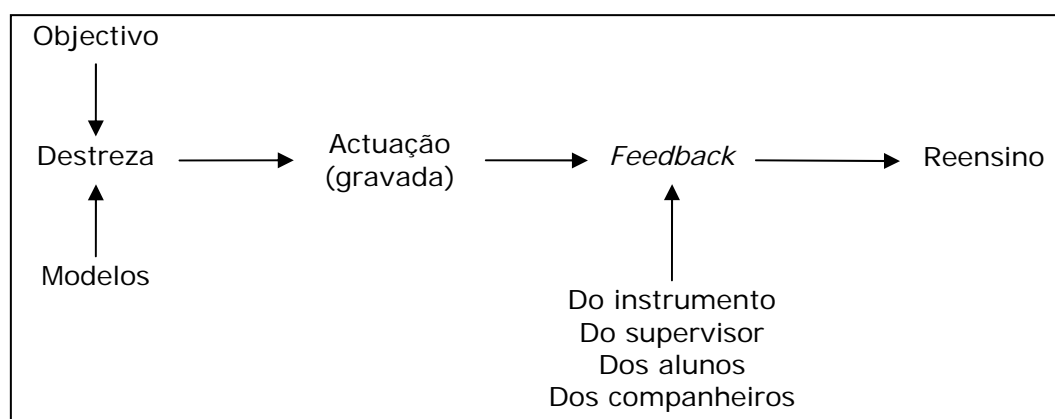 Objectivo
Destreza
Modelos
Actuação
(gravada)
Feedback
Reensino
Do instrumento
Do supervisor
Dos alunos
Dos companheiros